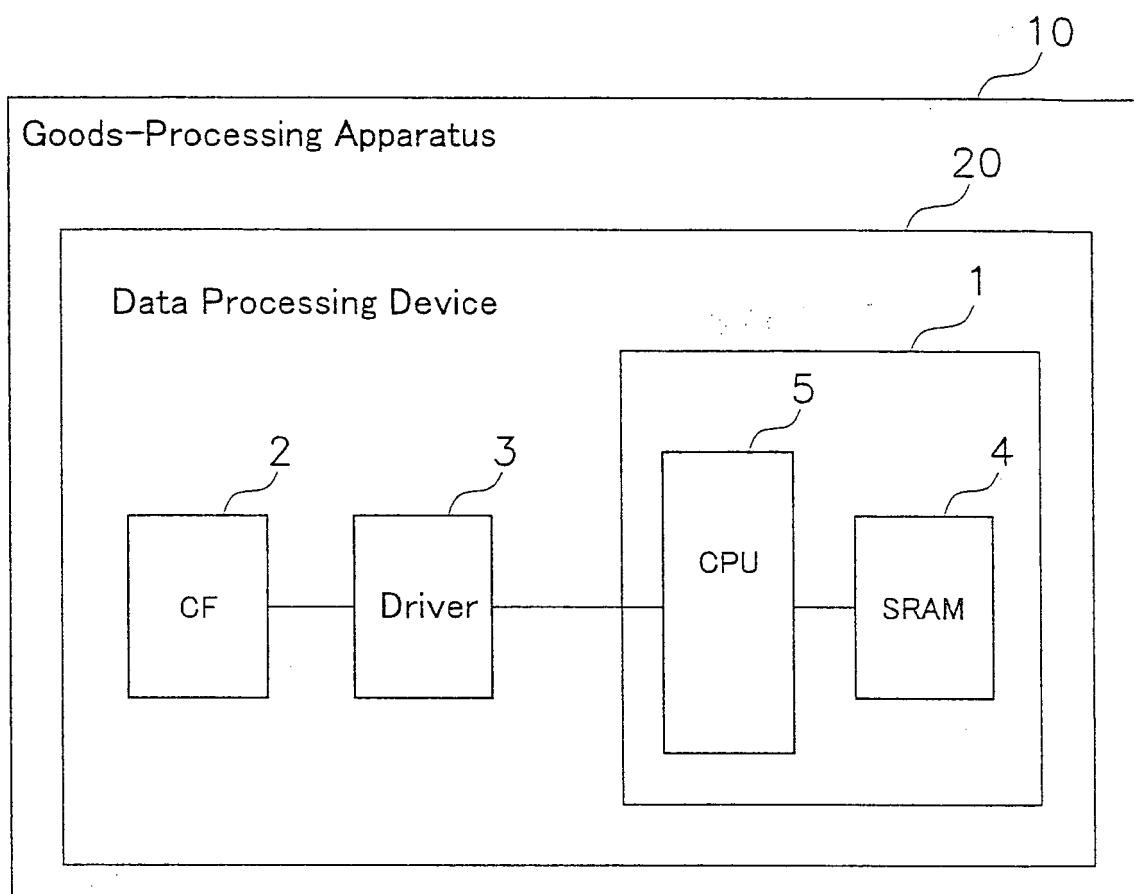 10
Goods-Processing Apparatus
20
Data Processing Device
1
5
2
3
4
CPU
CF
Driver
SRAM